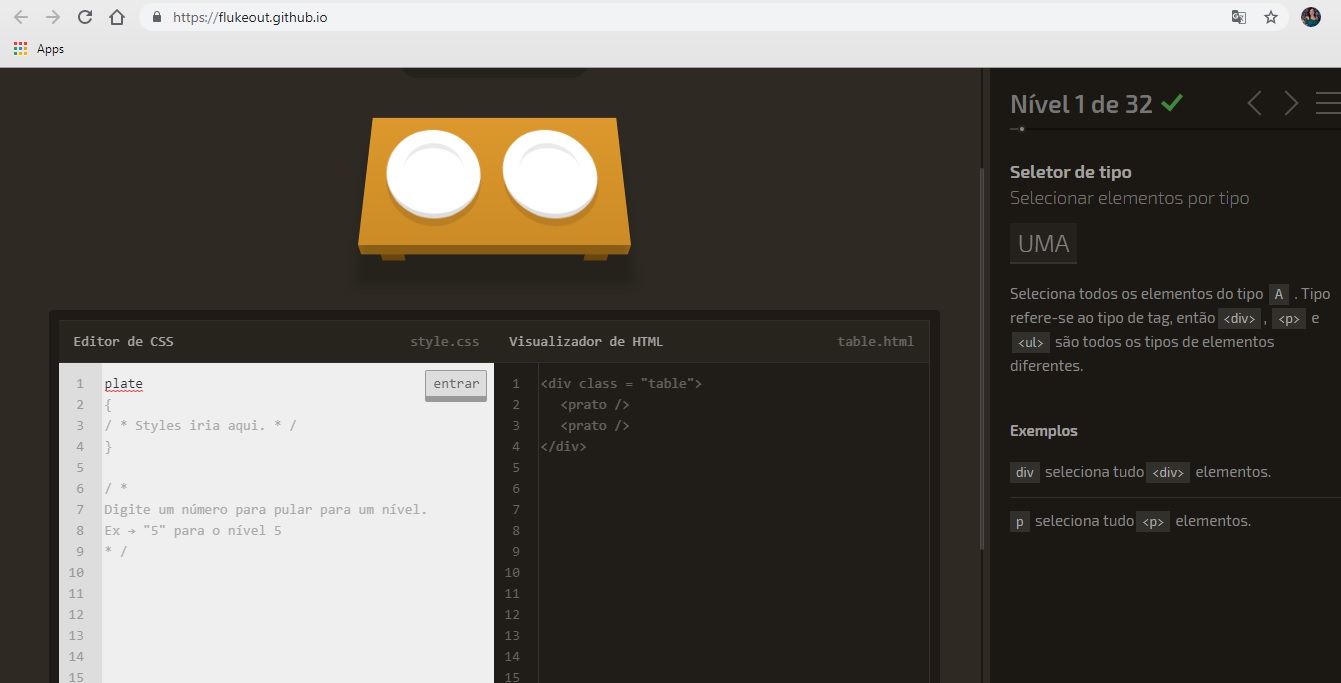 https://flukeout.github.io
Apps
Editor de CSS style.css
1 plate entrar
2 {
3 / * Styles iria aqui. * /
4 }
5
6 / *
7 Digite um número para pular para um nível.
8 Ex → "5" para o nível 5
9 * /
10
11
12
13
14
15
Visualizador de HTML table.html
1 <div class = "table">
2 <prato />
3 <prato />
4 </div>
5
6
7
8
9
10
11
12
13
14
15
Nível 1 de 32
Seletor de tipo
Selecionar elementos por tipo
UMA
Seleciona todos os elementos do tipo A . Tipo
refere-se ao tipo de tag, então <div> , <p> e
<ul> são todos os tipos de elementos
diferentes.
Exemplos
div seleciona tudo <div> elementos.
p seleciona tudo <p> elementos.